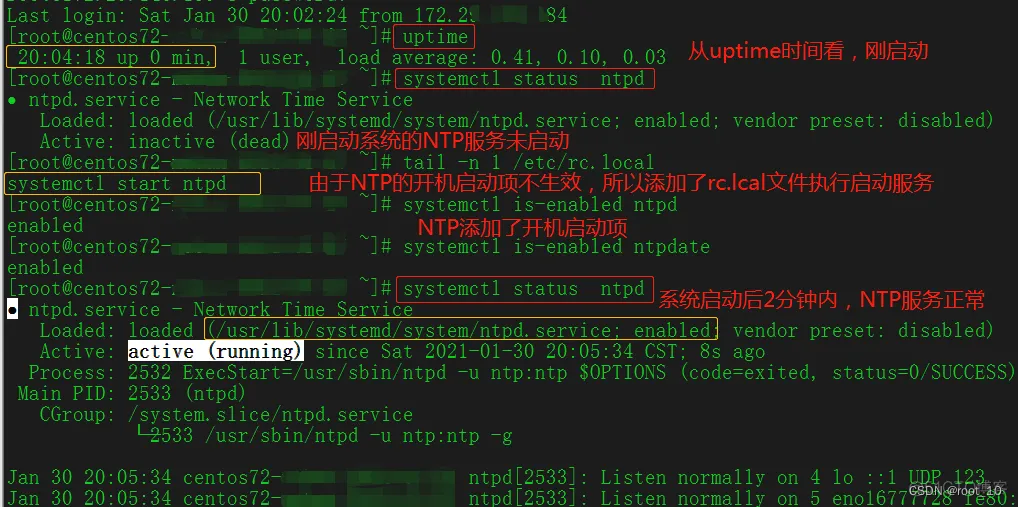 Last login: Sat Jan 30 20:02:24 from 172.2 84
[root@centos72- ~]# uptime
20:04:18 up 0 min, 1 user, load average: 0.41, 0.10, 0.03
从uptime时间看，刚启动
[root@centos72- ~]# systemctl status ntpd
● ntpd.service - Network Time Service
Loaded: loaded (/usr/lib/systemd/system/ntpd.service; enabled; vendor preset: disabled)
Active: inactive (dead) 刚启动系统的NTP服务未启动
[root@centos72- ~]# tail -n 1 /etc/rc.local
systemctl start ntpd 由于NTP的开机启动项不生效，所以添加了rc.lcal文件执行启动服务
[root@centos72- ~]# systemctl is-enabled ntpd
enabled NTP添加了开机启动项
[root@centos72- ~]# systemctl is-enabled ntpdate
enabled
[root@centos72- ~]# systemctl status ntpd
系统启动后2分钟内，NTP服务正常
● ntpd.service - Network Time Service
Loaded: loaded (/usr/lib/systemd/system/ntpd.service; enabled; vendor preset: disabled)
Active: active (running) since Sat 2021-01-30 20:05:34 CST; 8s ago
Process: 2532 ExecStart=/usr/sbin/ntpd -u ntp:ntp $OPTIONS (code=exited, status=0/SUCCESS)
Main PID: 2533 (ntpd)
CGroup: /system.slice/ntpd.service
└─2533 /usr/sbin/ntpd -u ntp:ntp -g
Jan 30 20:05:34 centos72- ntpd[2533]: Listen normally on 4 lo ::1 UDP 123
Jan 30 20:05:34 centos72- ntpd[2533]: Listen normally on 5 eno16777728 fe80:
CSDN @root_10